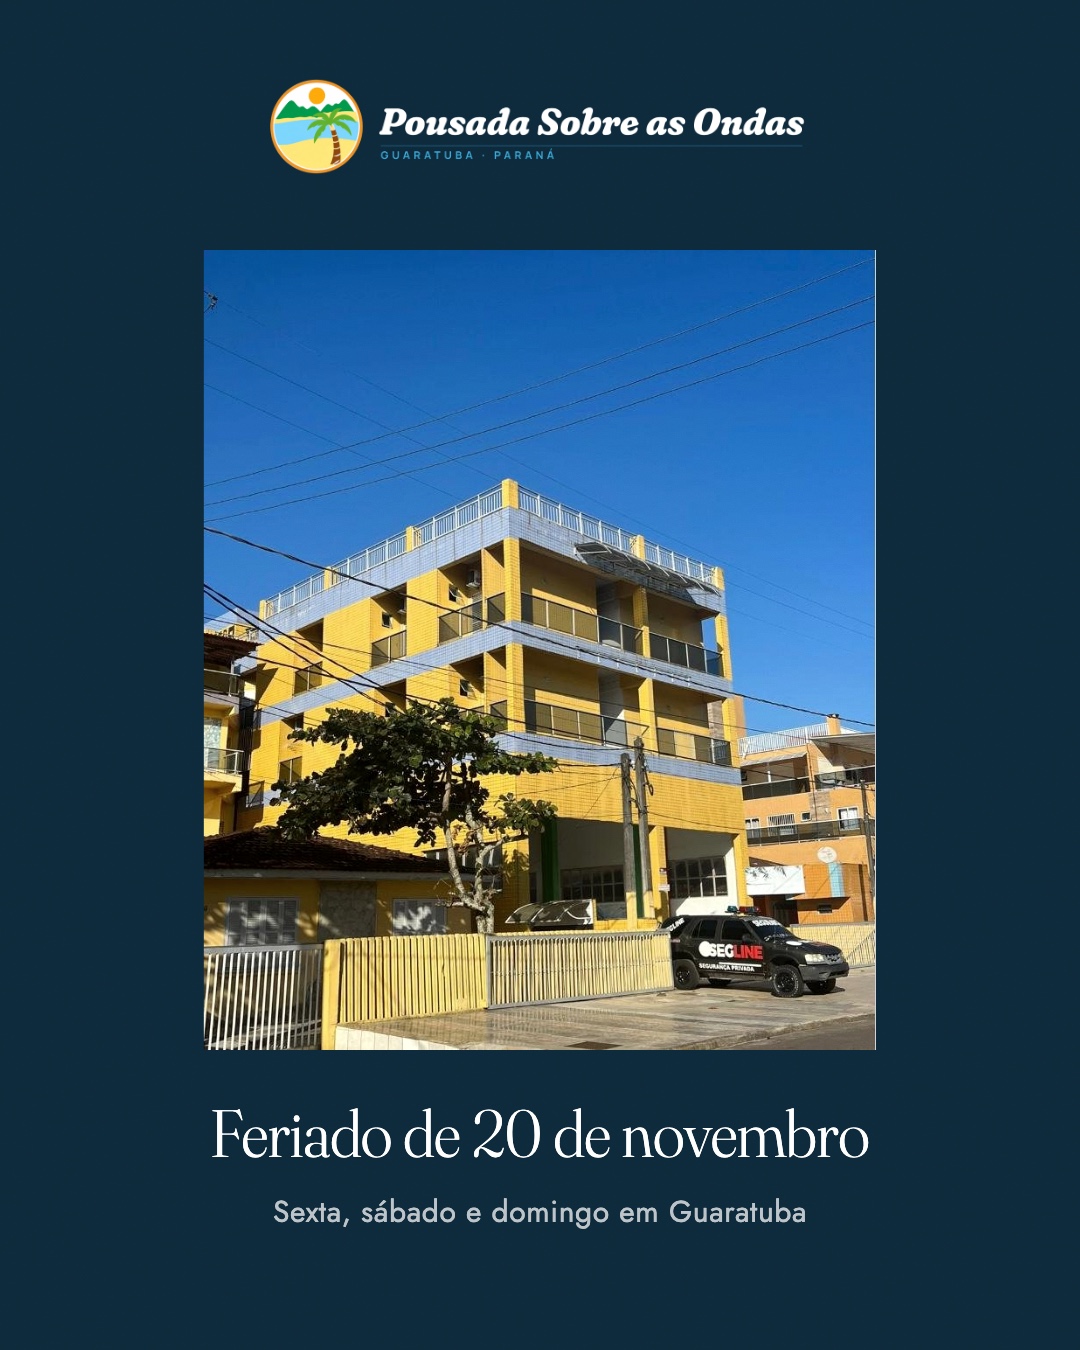 Pousada Sobre as Ondas
GUARATUBA · PARANÁ
SEGLINE
SEGURANÇA PRIVADA
Feriado de 20 de novembro
Sexta, sábado e domingo em Guaratuba